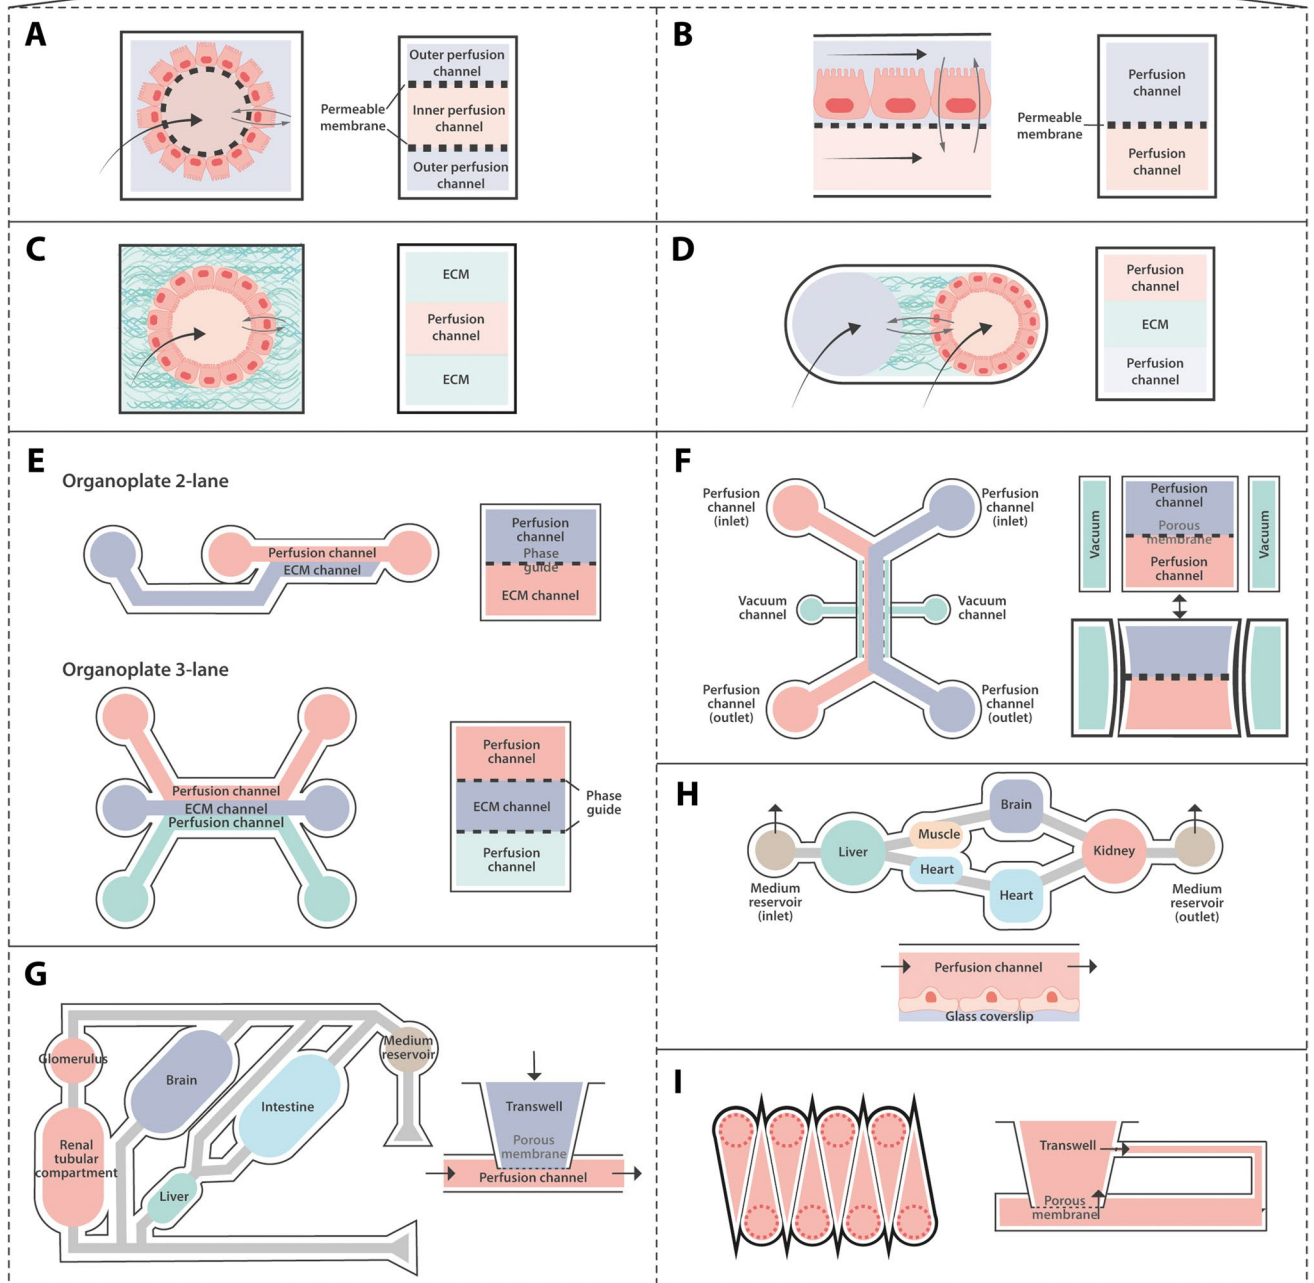 A
Outer perfusion
channel
Permeable
membrane
Inner perfusion
channel
Outer perfusion
channel
B
Perfusion
channel
Permeable
membrane
Perfusion
channel
C
ECM
Perfusion
channel
ECM
D
Perfusion
channel
ECM
Perfusion
channel
E
Organoplate 2-lane
Perfusion channel
ECM channel
Perfusion
channel
Phase
guide
ECM channel
Organoplate 3-lane
Perfusion channel
ECM channel
Perfusion channel
Perfusion
channel
ECM channel
Phase
guide
Perfusion
channel
F
Perfusion
channel
(inlet)
Perfusion
channel
(inlet)
Vacuum
channel
Vacuum
channel
Perfusion
channel
(outlet)
Perfusion
channel
(outlet)
Vacuum
Perfusion
channel
Porous
membrane
Perfusion
channel
Vacuum
G
Glomerulus
Renal
tubular
compartment
Brain
Intestine
Liver
Medium
reservoir
Transwell
Porous
membrane
Perfusion channel
H
Medium
reservoir
(inlet)
Liver
Muscle
Heart
Brain
Heart
Kidney
Medium
reservoir
(outlet)
Perfusion channel
Glass coverslip
I
Transwell
Porous
membrane